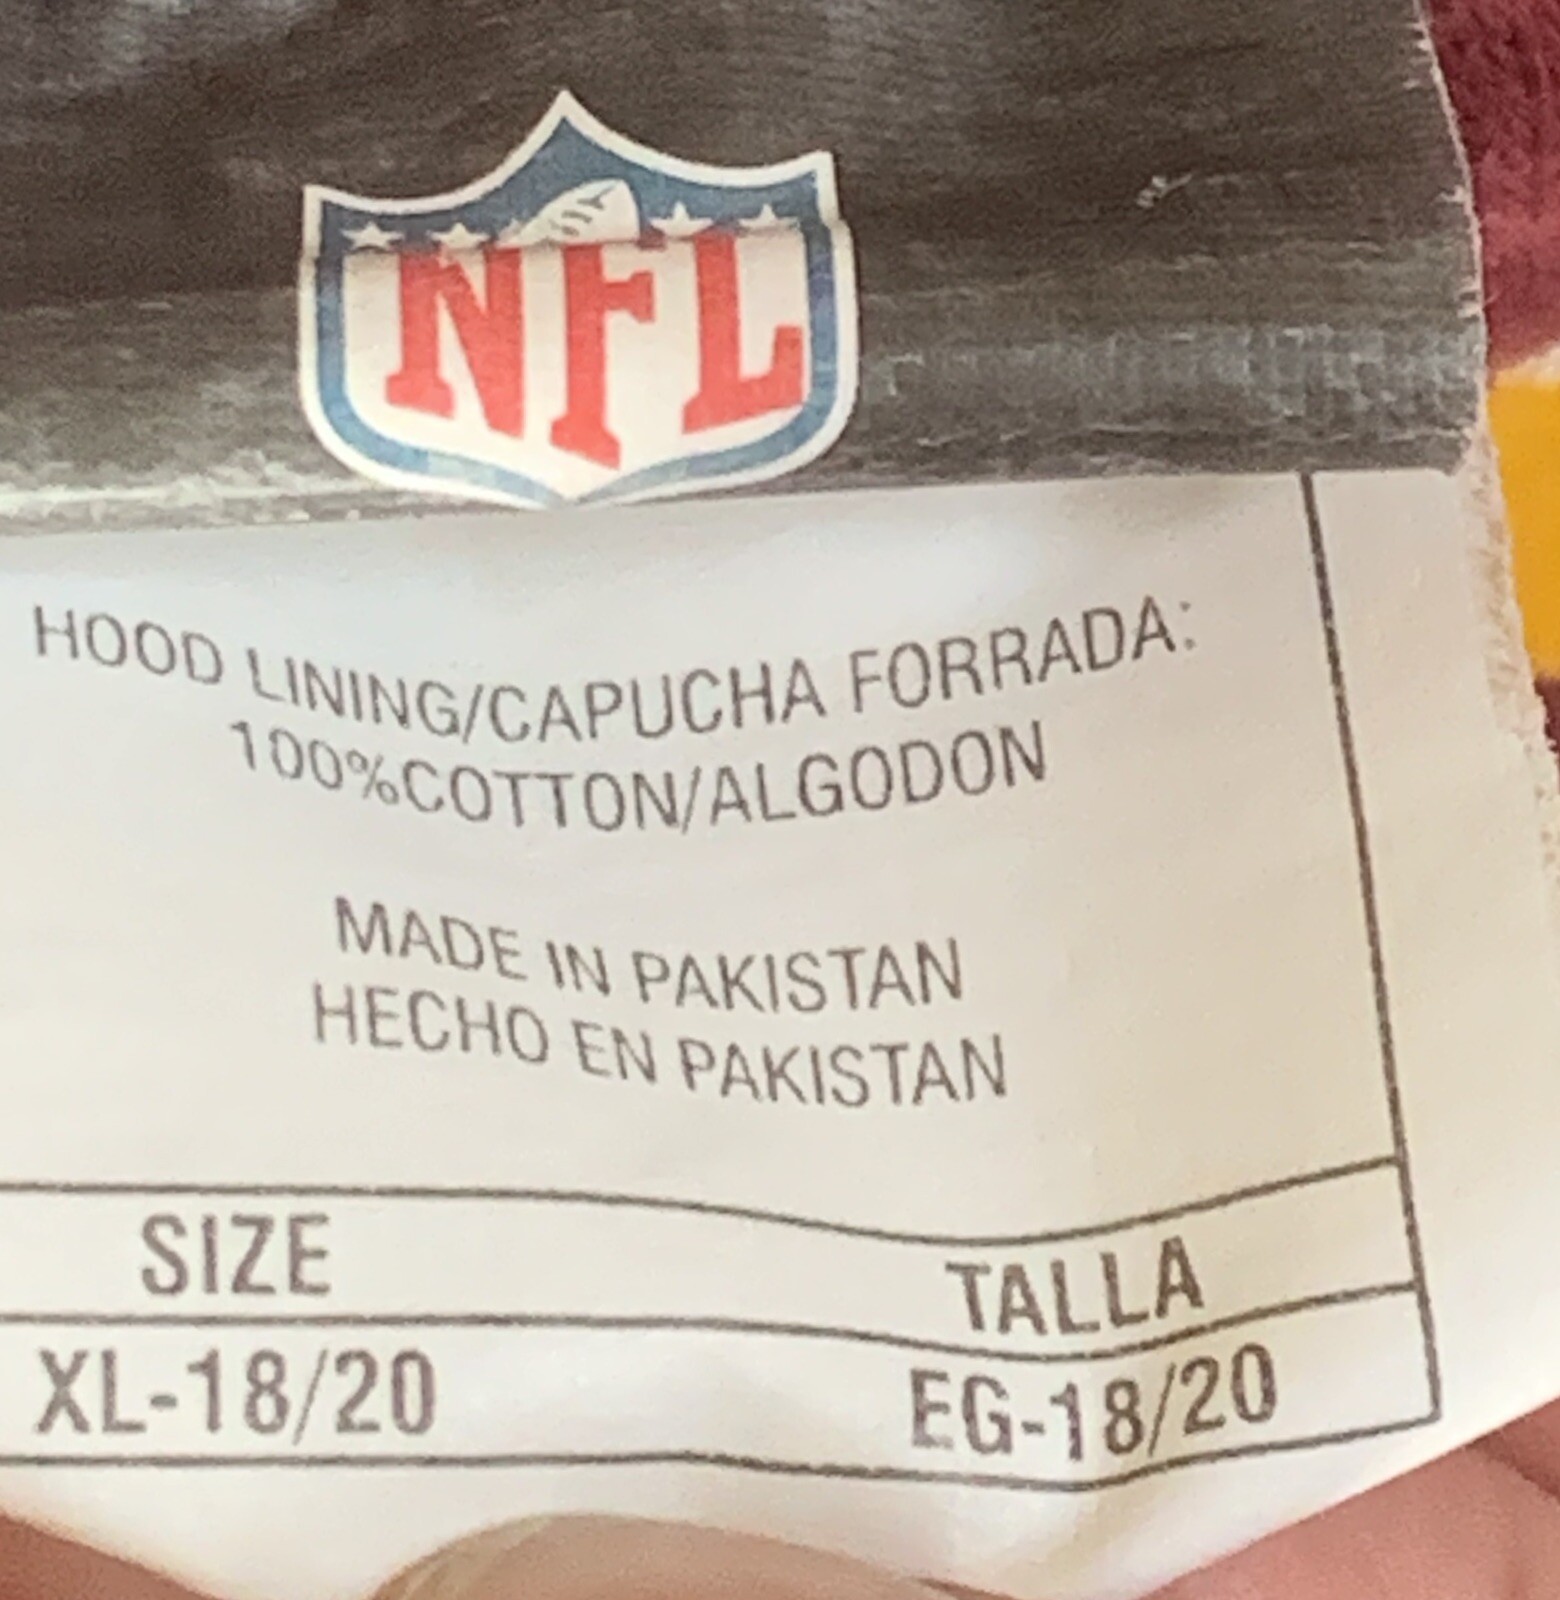 NFL
HOOD LINING/CAPUCHA FORRADA:
100%COTTON/ALGODON
MADE IN PAKISTAN
HECHO EN PAKISTAN
SIZE TALLA
XL-18/20 EG-18/20